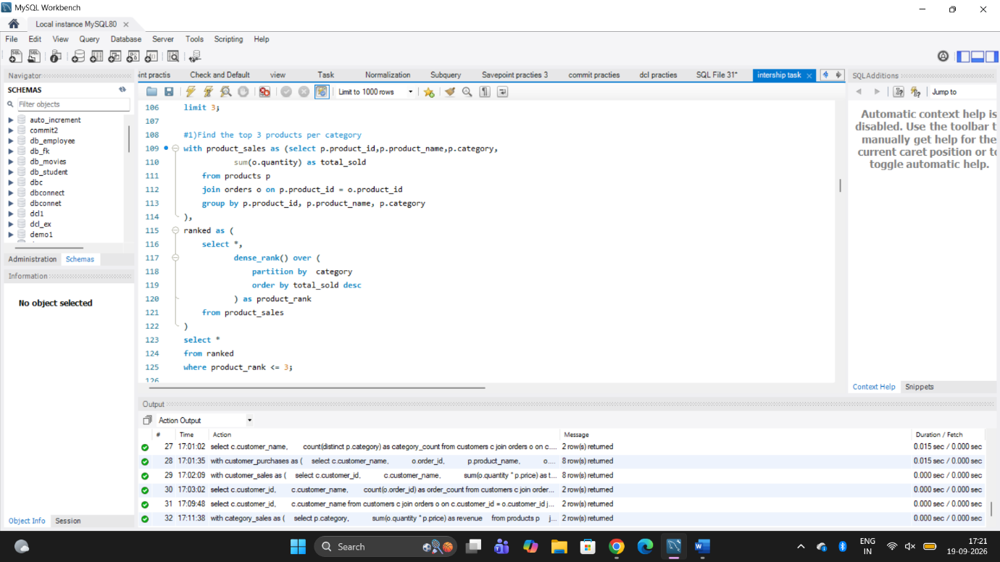 MySQL Workbench
Local instance MySQL80
File Edit View Query Database Server Tools Scripting Help
Navigator
SCHEMAS
Filter objects
auto_increment
commit2
db_employee
db_fk
db_movies
db_student
dbc
dbconnect
dbconnet
dcl1
dcl_ex
demo1
Administration Schemas
Information
No object selected
Object Info Session
int practis Check and Default view Task Normalization Subquery Savepoint practies 3 commit practies dcl practies SQL File 31* intership task
Limit to 1000 rows
106 limit 3;
107
108 #1)Find the top 3 products per category
109 with product_sales as (select p.product_id,p.product_name,p.category,
110 sum(o.quantity) as total_sold
111 from products p
112 join orders o on p.product_id = o.product_id
113 group by p.product_id, p.product_name, p.category
114 ),
115 ranked as (
116 select *,
117 dense_rank() over (
118 partition by category
119 order by total_sold desc
120 ) as product_rank
121 from product_sales
122 )
123 select *
124 from ranked
125 where product_rank <= 3;
126
SQLAdditions
Jump to
Automatic context help is
disabled. Use the toolbar t
manually get help for the
current caret position or to
toggle automatic help.
Context Help Snippets
Output
Action Output
# Time Action Message Duration / Fetch
27 17:01:02 select c.customer_name, count(distinct p.category) as category_count from customers c join orders o on c.... 2 row(s) returned 0.015 sec / 0.000 sec
28 17:01:35 with customer_purchases as ( select c.customer_name, o.order_id, p.product_name, o.... 8 row(s) returned 0.015 sec / 0.000 sec
29 17:02:09 with customer_sales as ( select c.customer_id, c.customer_name, sum(o.quantity * p.price) as t... 8 row(s) returned 0.000 sec / 0.000 sec
30 17:03:02 select c.customer_id, c.customer_name, count(o.order_id) as order_count from customers c join order... 2 row(s) returned 0.000 sec / 0.000 sec
31 17:09:48 select c.customer_id, c.customer_name from customers c join orders o on c.customer_id = o.customer_id j... 2 row(s) returned 0.000 sec / 0.000 sec
32 17:11:38 with category_sales as ( select p.category, sum(o.quantity * p.price) as revenue from products p j... 2 row(s) returned 0.000 sec / 0.000 sec
Search
ENG
IN
17:21
19-09-2026